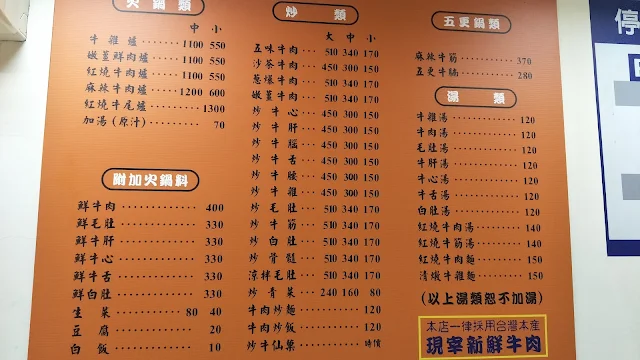 火鍋類
中 小
牛雜爐 1100 550
嫩薑鮮肉爐 1100 550
紅燒牛肉爐 1100 550
麻辣牛肉爐 1200 600
紅燒牛尾爐 1300
加湯(原汁) 70
附加火鍋料
鮮牛肉 400
鮮毛肚 330
鮮牛肝 330
鮮牛心 330
鮮牛舌 330
鮮白肚 330
生菜 80 40
豆腐 20
白飯 10
炒類
大 中 小
五味牛肉 510 340 170
沙茶牛肉 450 300 150
蔥爆牛肉 510 340 170
嫩薑牛肉 510 340 170
炒牛心 450 300 150
炒牛肝 450 300 150
炒牛腦 450 300 150
炒牛舌 450 300 150
炒牛腰 450 300 150
炒牛雜 450 300 150
炒毛肚 510 340 170
炒牛筋 510 340 170
炒白肚 510 340 170
炒骨髓 510 340 170
涼拌毛肚 510 340 170
炒青菜 240 160 80
牛肉炒麵 120
牛肉炒飯 120
炒牛仙菓 時價
五更鍋類
麻辣牛筋 370
五更牛腩 280
湯類
牛雜湯 120
牛肉湯 120
毛肚湯 120
牛肝湯 120
牛心湯 120
牛舌湯 120
白肚湯 120
紅燒牛肉湯 140
紅燒牛筋湯 140
紅燒牛肉麵 150
清燉牛雜麵 150
(以上湯類恕不加湯)
本店一律採用台灣本產
現宰新鮮牛肉
停